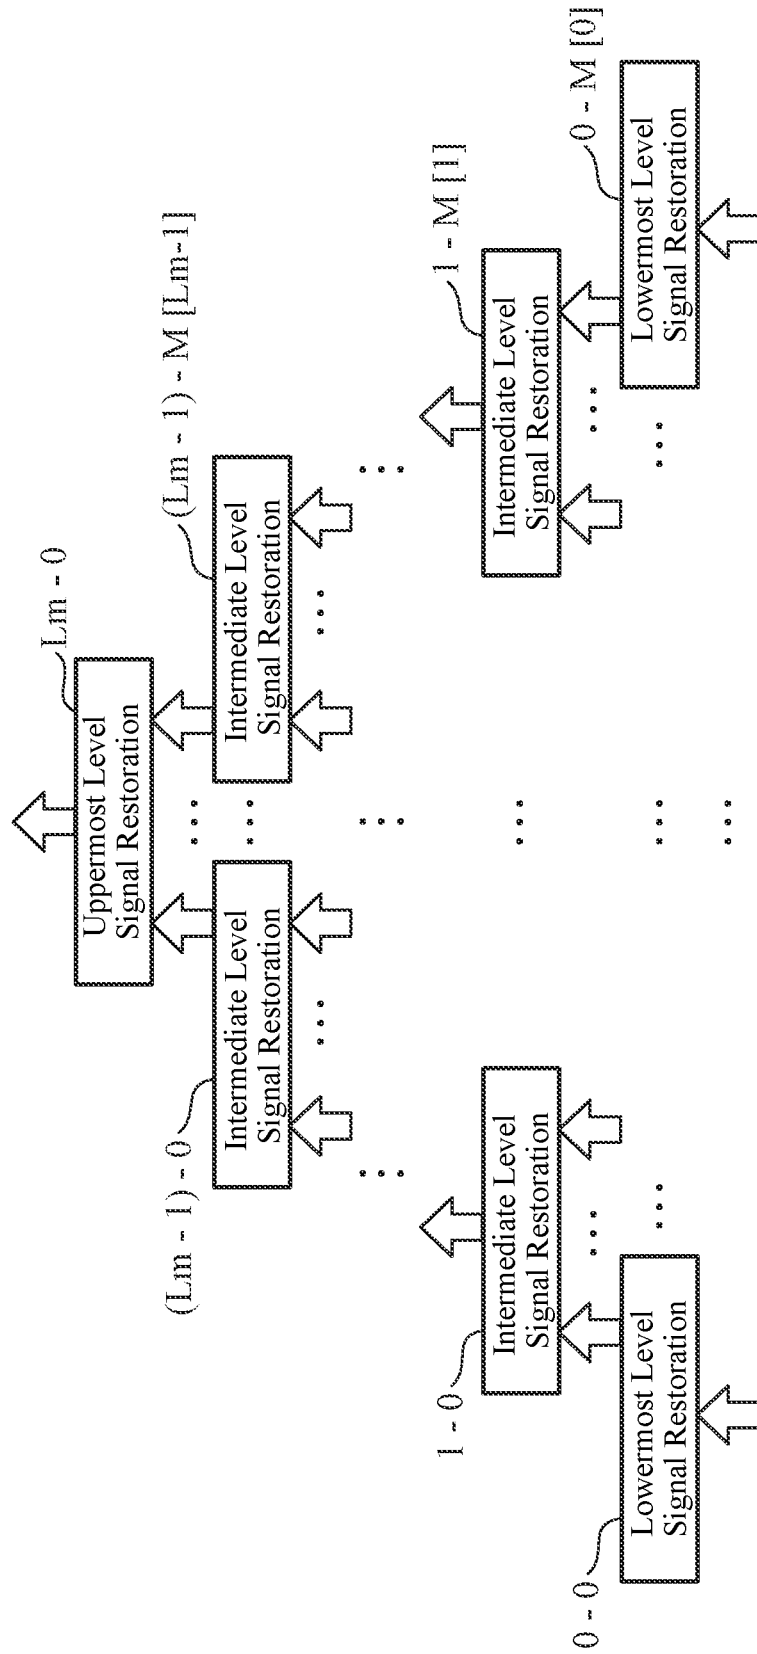 Lm - 0
Uppermost Level
Signal Restoration
(Lm - 1) - 0
Intermediate Level
Signal Restoration
(Lm - 1) - M [Lm-1]
Intermediate Level
Signal Restoration
1 - 0
Intermediate Level
Signal Restoration
1 - M [1]
Intermediate Level
Signal Restoration
0 - 0
Lowermost Level
Signal Restoration
0 - M [0]
Lowermost Level
Signal Restoration